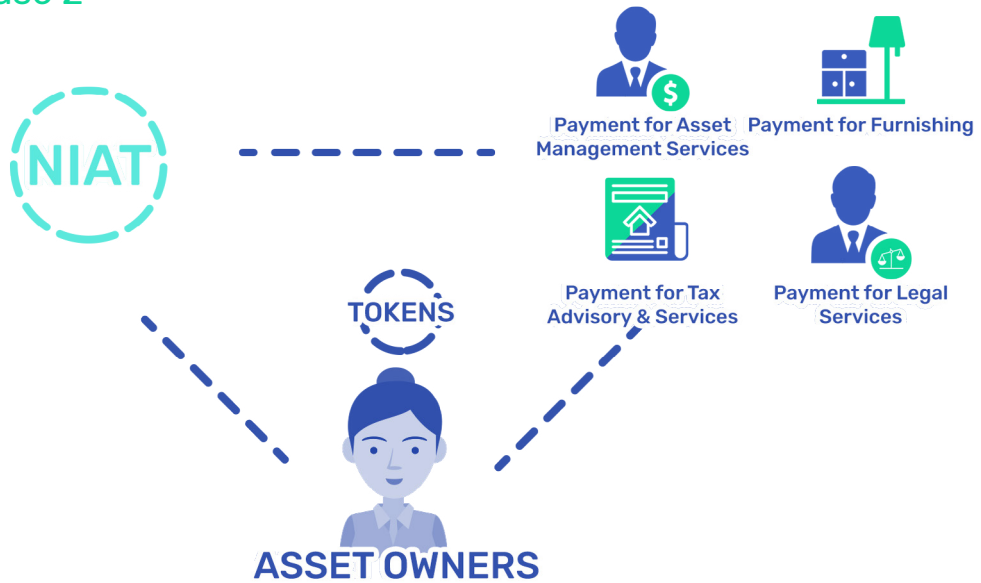 NIAT
Payment for Asset
Management Services
Payment for Furnishing
Payment for Tax
Advisory & Services
Payment for Legal
Services
TOKENS
ASSET OWNERS